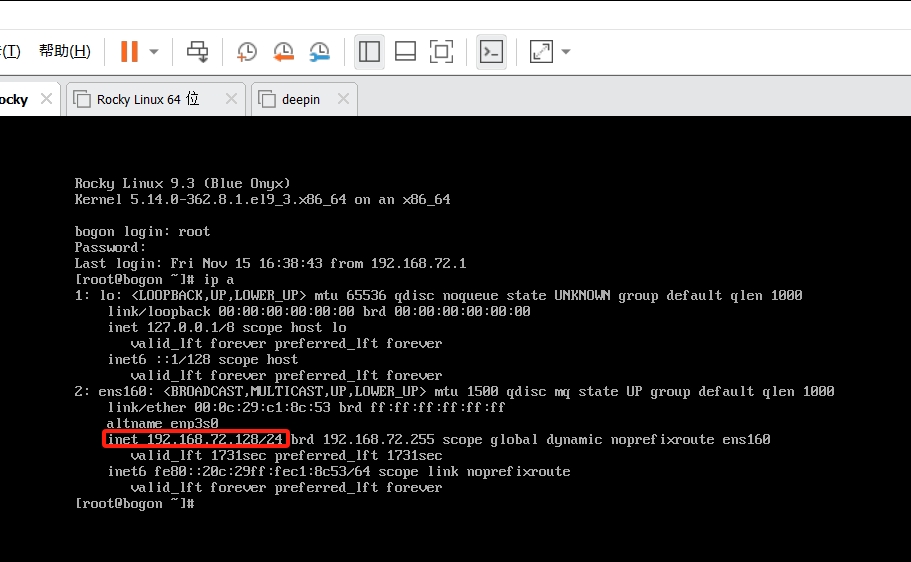 (T) 帮助(H)
ocky Rocky Linux 64 位 deepin
Rocky Linux 9.3 (Blue Onyx)
Kernel 5.14.0-362.8.1.el9_3.x86_64 on an x86_64
bogon login: root
Password:
Last login: Fri Nov 15 16:38:43 from 192.168.72.1
[root@bogon ~]# ip a
1: lo: <LOOPBACK,UP,LOWER_UP> mtu 65536 qdisc noqueue state UNKNOWN group default qlen 1000
link/loopback 00:00:00:00:00:00 brd 00:00:00:00:00:00
inet 127.0.0.1/8 scope host lo
valid_lft forever preferred_lft forever
inet6 ::1/128 scope host
valid_lft forever preferred_lft forever
2: ens160: <BROADCAST,MULTICAST,UP,LOWER_UP> mtu 1500 qdisc mq state UP group default qlen 1000
link/ether 00:0c:29:c1:8c:53 brd ff:ff:ff:ff:ff:ff
altname enp3s0
inet 192.168.72.128/24 brd 192.168.72.255 scope global dynamic noprefixroute ens160
valid_lft 1731sec preferred_lft 1731sec
inet6 fe80::20c:29ff:fec1:8c53/64 scope link noprefixroute
valid_lft forever preferred_lft forever
[root@bogon ~]#